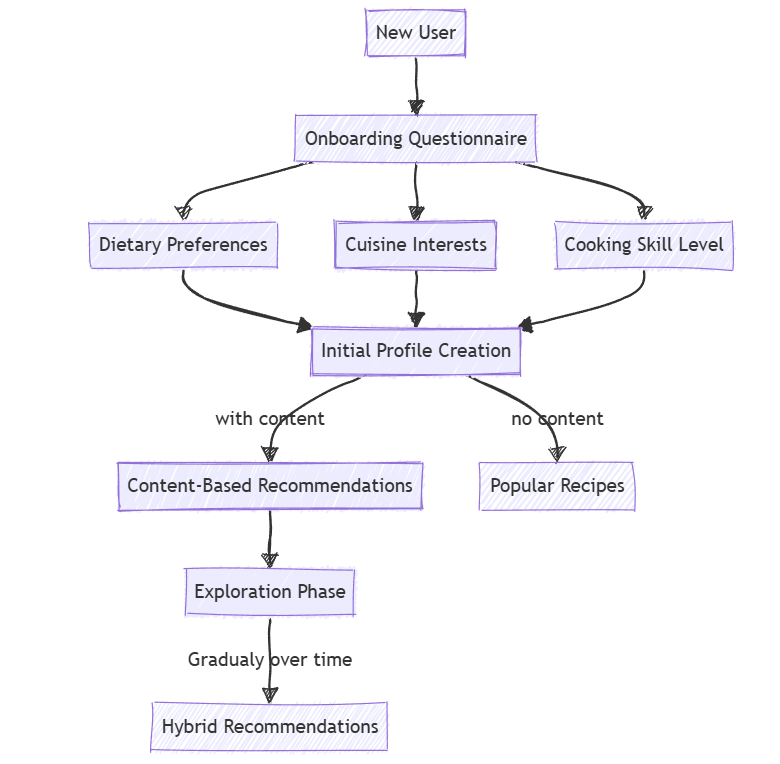 New User
Onboarding Questionnaire
Dietary Preferences
Cuisine Interests
Cooking Skill Level
Initial Profile Creation
with content
no content
Content-Based Recommendations
Popular Recipes
Exploration Phase
Gradualy over time
Hybrid Recommendations